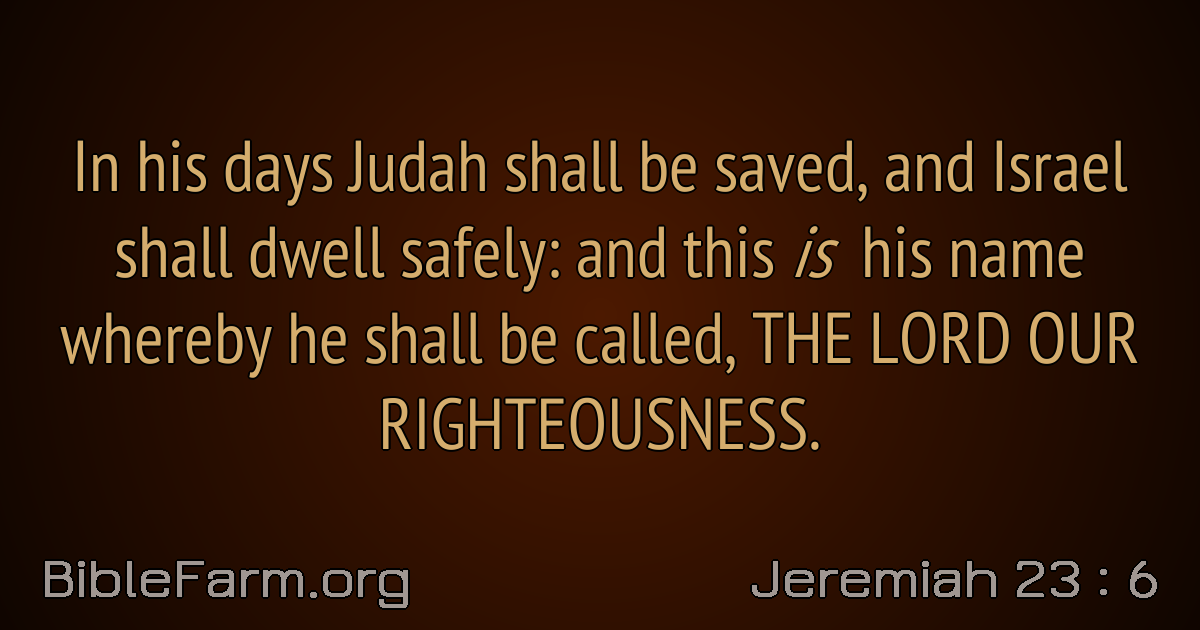 In his days Judah shall be saved, and Israel
shall dwell safely: and this is his name
whereby he shall be called, THE LORD OUR
RIGHTEOUSNESS.
BibleFarm.org
Jeremiah 23 : 6